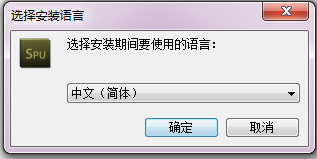 选择安装语言
SPU
选择安装期间要使用的语言：
中文（简体）
确定
取消